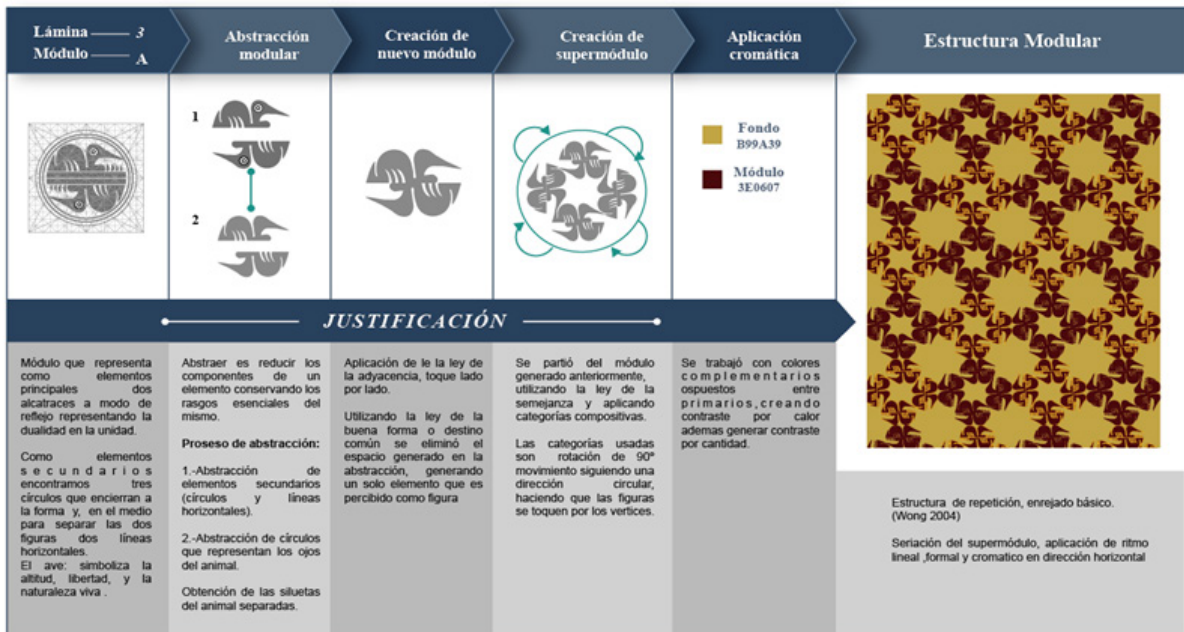 Lámina —— 3
Módulo —— A
Abstracción
modular
Creación de
nuevo módulo
Creación de
supermódulo
Aplicación
cromática
Estructura Modular
1
2
Fondo
B99A39
Módulo
3E0607
JUSTIFICACIÓN
Módulo que representa
como elementos
principales dos
alcatraces a modo de
reflejo representando la
dualidad en la unidad.
Como elementos
secundarios
encontramos tres
círculos que encierran a
la forma y, en el medio
para separar las dos
figuras dos líneas
horizontales.
El ave: simboliza la
altitud, libertad, y la
naturaleza viva .
Abstraer es reducir los
componentes de un
elemento conservando los
rasgos esenciales del
mismo.
Proseso de abstracción:
1.-Abstracción de
elementos secundarios
(círculos y líneas
horizontales).
2.-Abstracción de círculos
que representan los ojos
del animal.
Obtención de las siluetas
del animal separadas.
Aplicación de le la ley de
la adyacencia, toque lado
por lado.
Utilizando la ley de la
buena forma o destino
común se eliminó el
espacio generado en la
abstracción, generando
un solo elemento que es
percibido como figura
Se partió del módulo
generado anteriormente,
utilizando la ley de la
semejanza y aplicando
categorías compositivas.
Las categorías usadas
son rotación de 90º
movimiento siguiendo una
dirección circular,
haciendo que las figuras
se toquen por los vertices.
Se trabajó con colores
complementarios
ospuestos entre
primarios,creando
contraste por calor
ademas generar contraste
por cantidad.
Estructura de repetición, enrejado básico.
(Wong 2004)
Seriación del supermódulo, aplicación de ritmo
lineal ,formal y cromatico en dirección horizontal